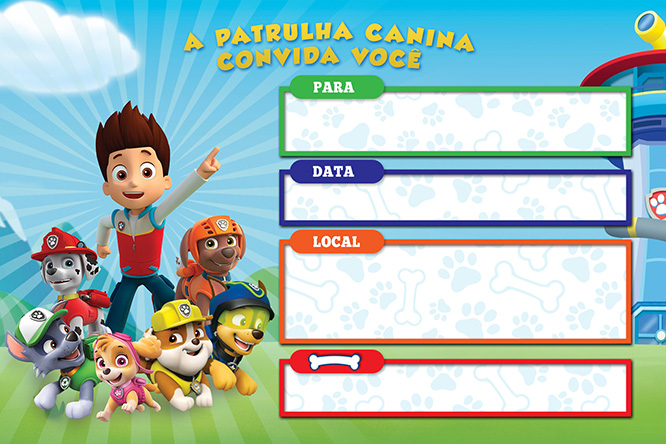 A PATRULHA CANINA
CONVIDA VOCÊ
PARA
DATA
LOCAL